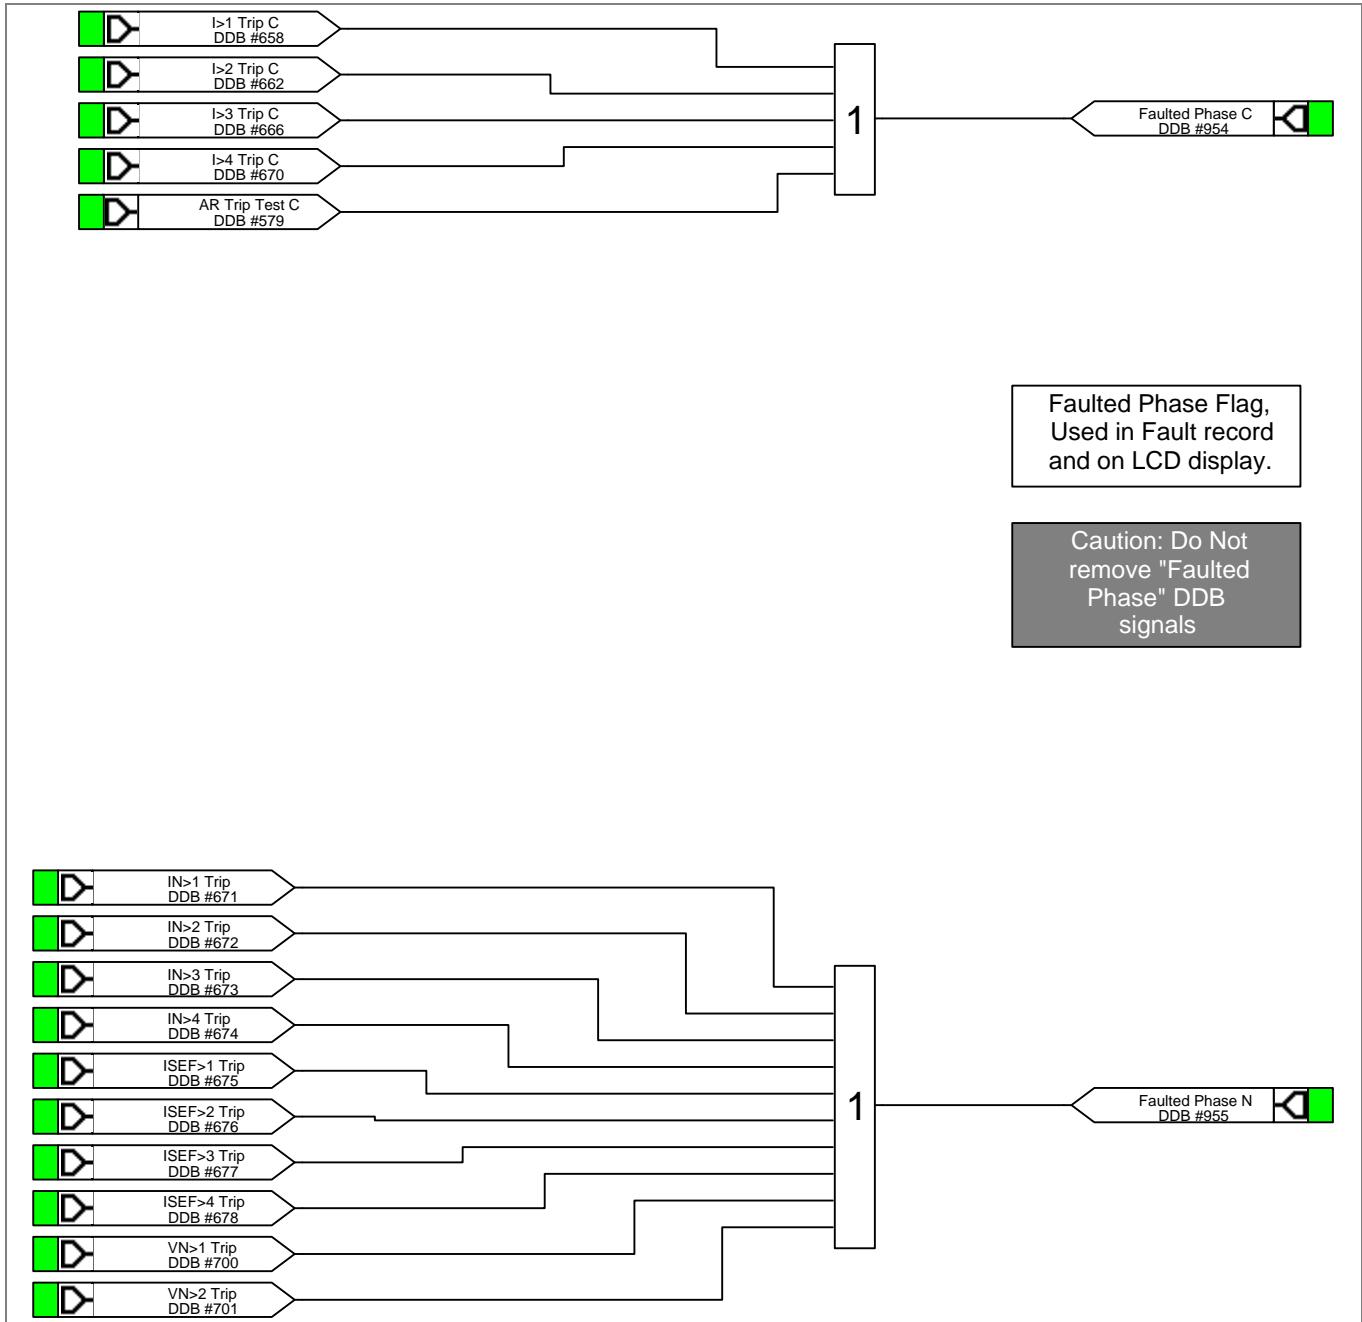 I>1 Trip C
DDB #658
I>2 Trip C
DDB #662
I>3 Trip C
DDB #666
I>4 Trip C
DDB #670
AR Trip Test C
DDB #579
1
Faulted Phase C
DDB #954
Faulted Phase Flag,
Used in Fault record
and on LCD display.
Caution: Do Not
remove "Faulted
Phase" DDB
signals
IN>1 Trip
DDB #671
IN>2 Trip
DDB #672
IN>3 Trip
DDB #673
IN>4 Trip
DDB #674
ISEF>1 Trip
DDB #675
ISEF>2 Trip
DDB #676
ISEF>3 Trip
DDB #677
ISEF>4 Trip
DDB #678
VN>1 Trip
DDB #700
VN>2 Trip
DDB #701
1
Faulted Phase N
DDB #955